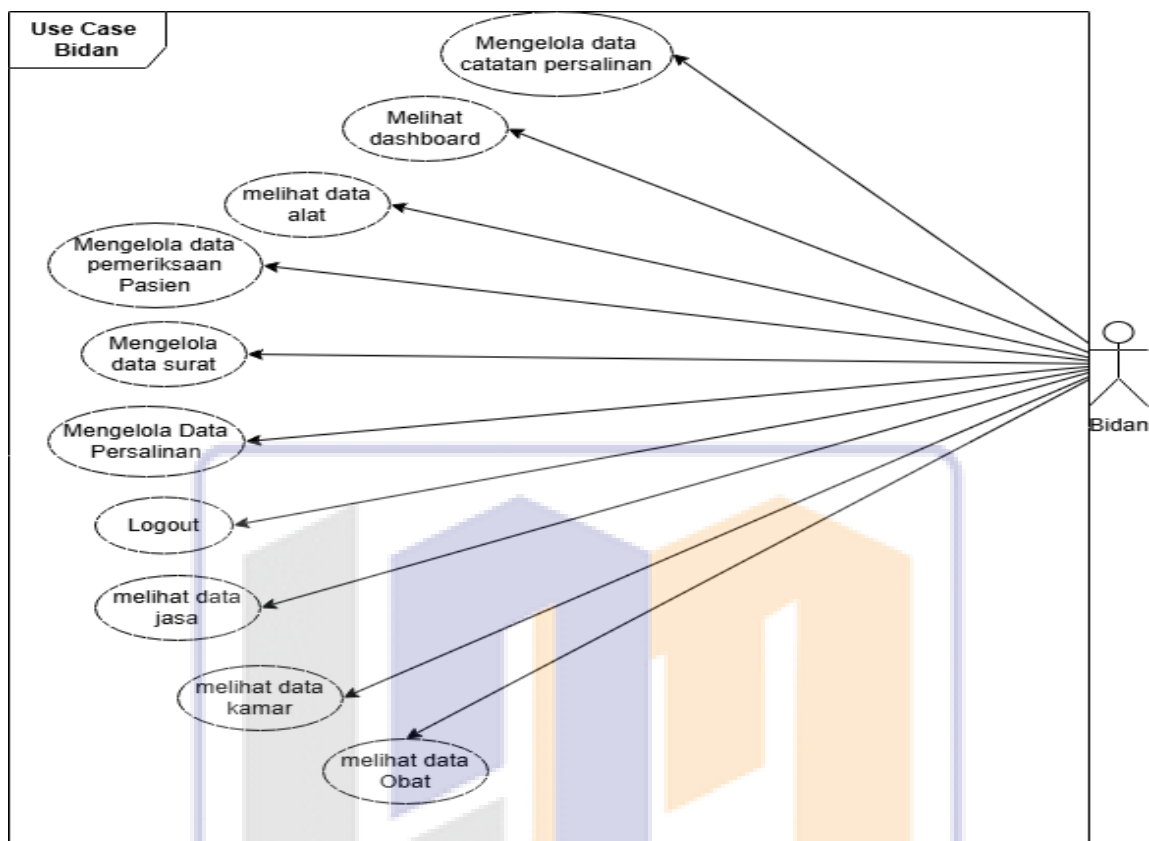 Use Case
Bidan
Mengelola data
catatan persalinan
Melihat
dashboard
melihat data
alat
Mengelola data
pemeriksaan
Pasien
Mengelola
data surat
Mengelola Data
Persalinan
Logout
melihat data
jasa
melihat data
kamar
melihat data
Obat
Bidan